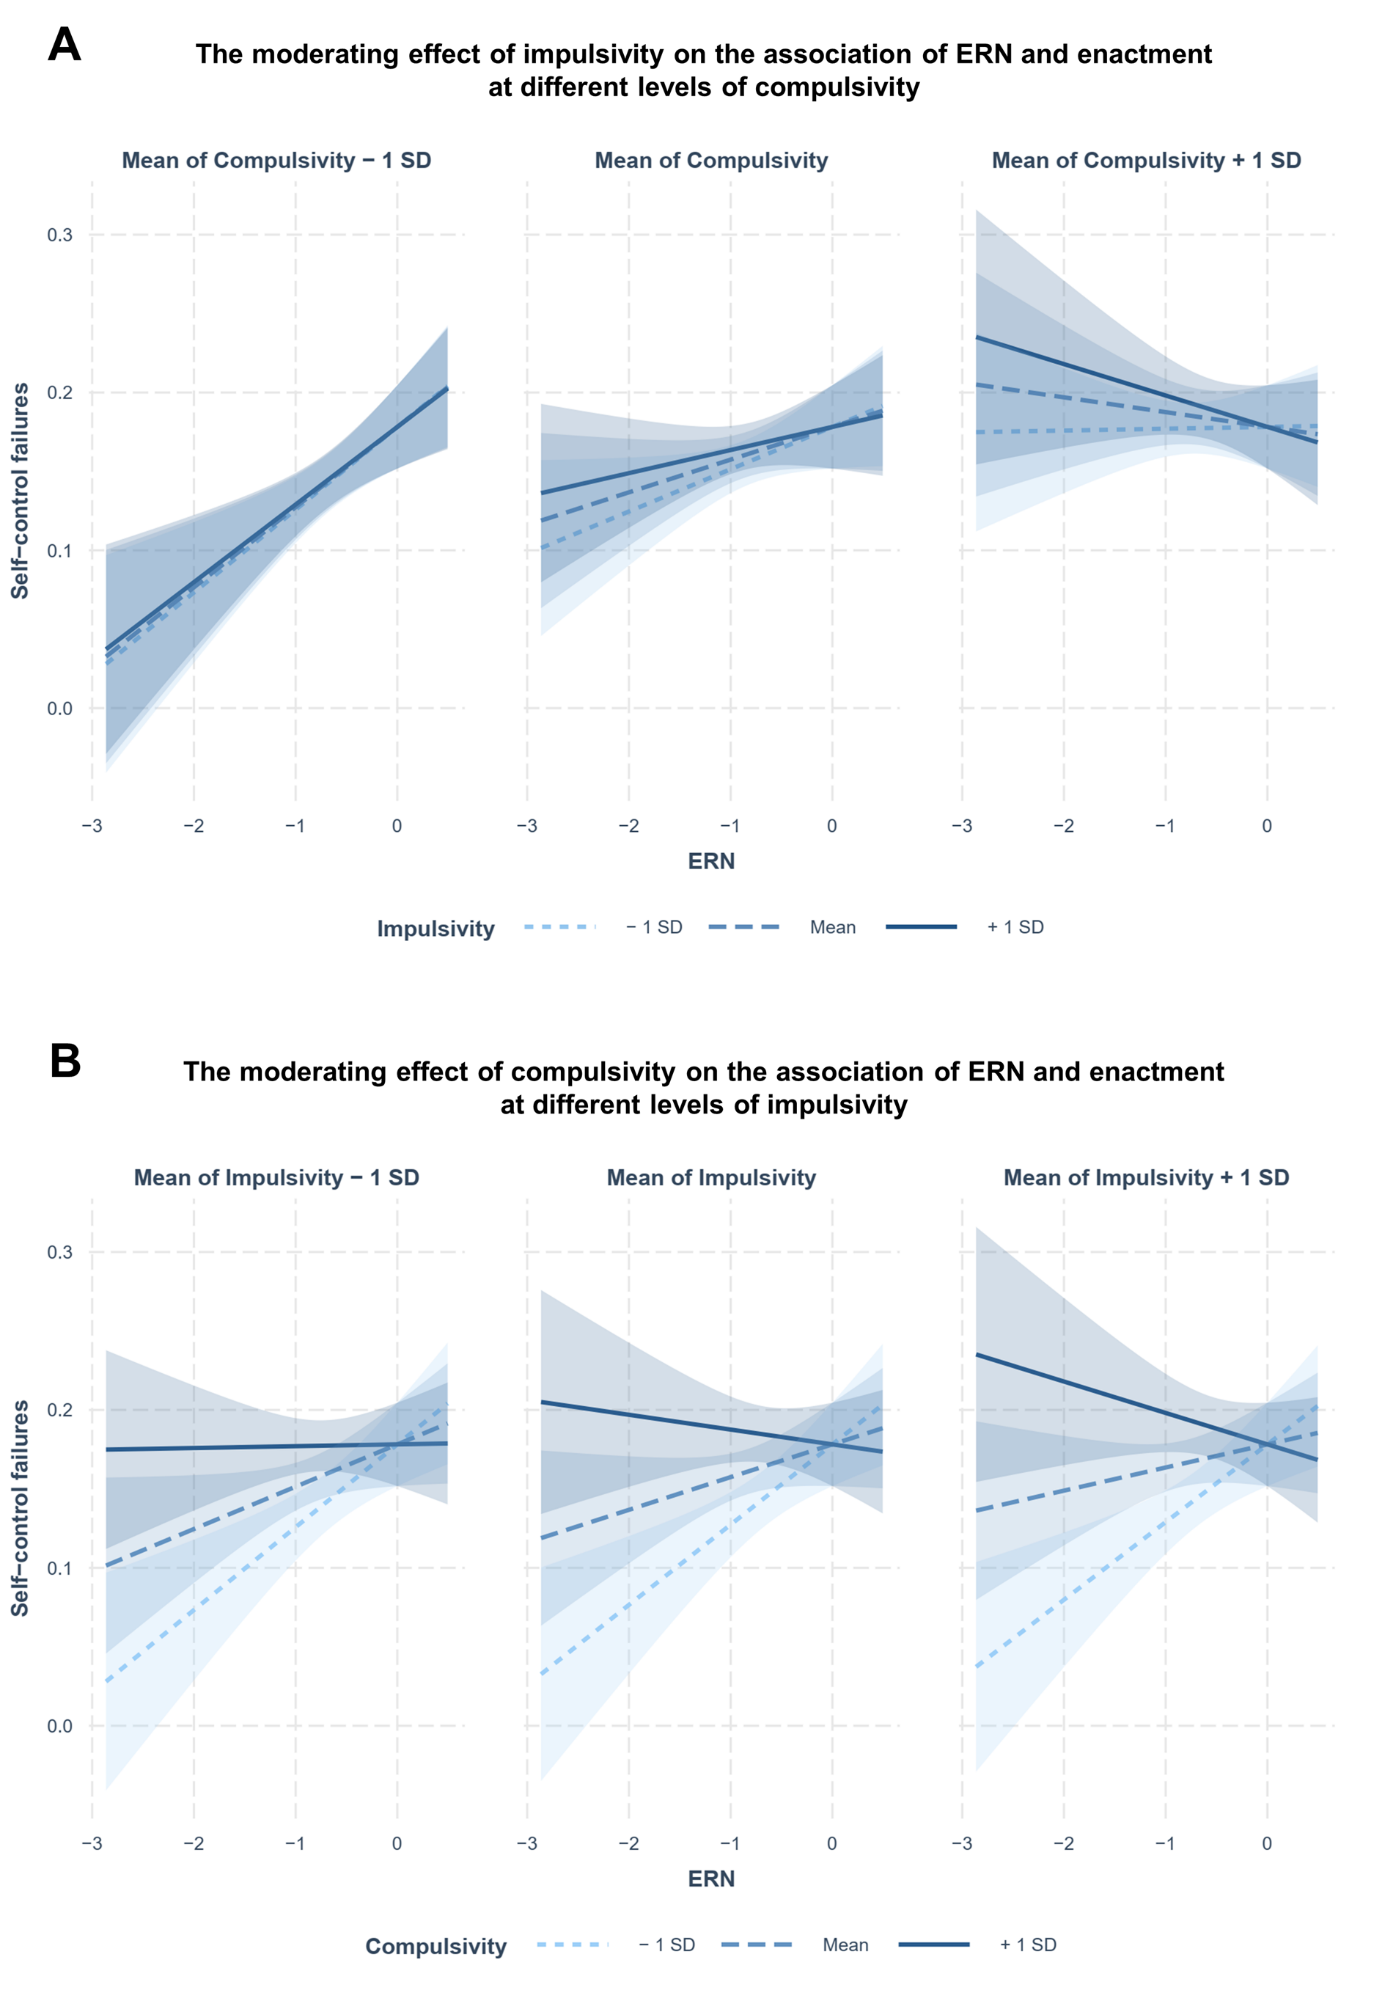 A
The moderating effect of impulsivity on the association of ERN and enactment
at different levels of compulsivity
Mean of Compulsivity − 1 SD
Mean of Compulsivity
Mean of Compulsivity + 1 SD
Self−control failures
0.3
0.2
0.1
0.0
−3 −2 −1 0
−3 −2 −1 0
−3 −2 −1 0
ERN
Impulsivity − 1 SD Mean + 1 SD
B
The moderating effect of compulsivity on the association of ERN and enactment
at different levels of impulsivity
Mean of Impulsivity − 1 SD
Mean of Impulsivity
Mean of Impulsivity + 1 SD
Self−control failures
0.3
0.2
0.1
0.0
−3 −2 −1 0
−3 −2 −1 0
−3 −2 −1 0
ERN
Compulsivity − 1 SD Mean + 1 SD